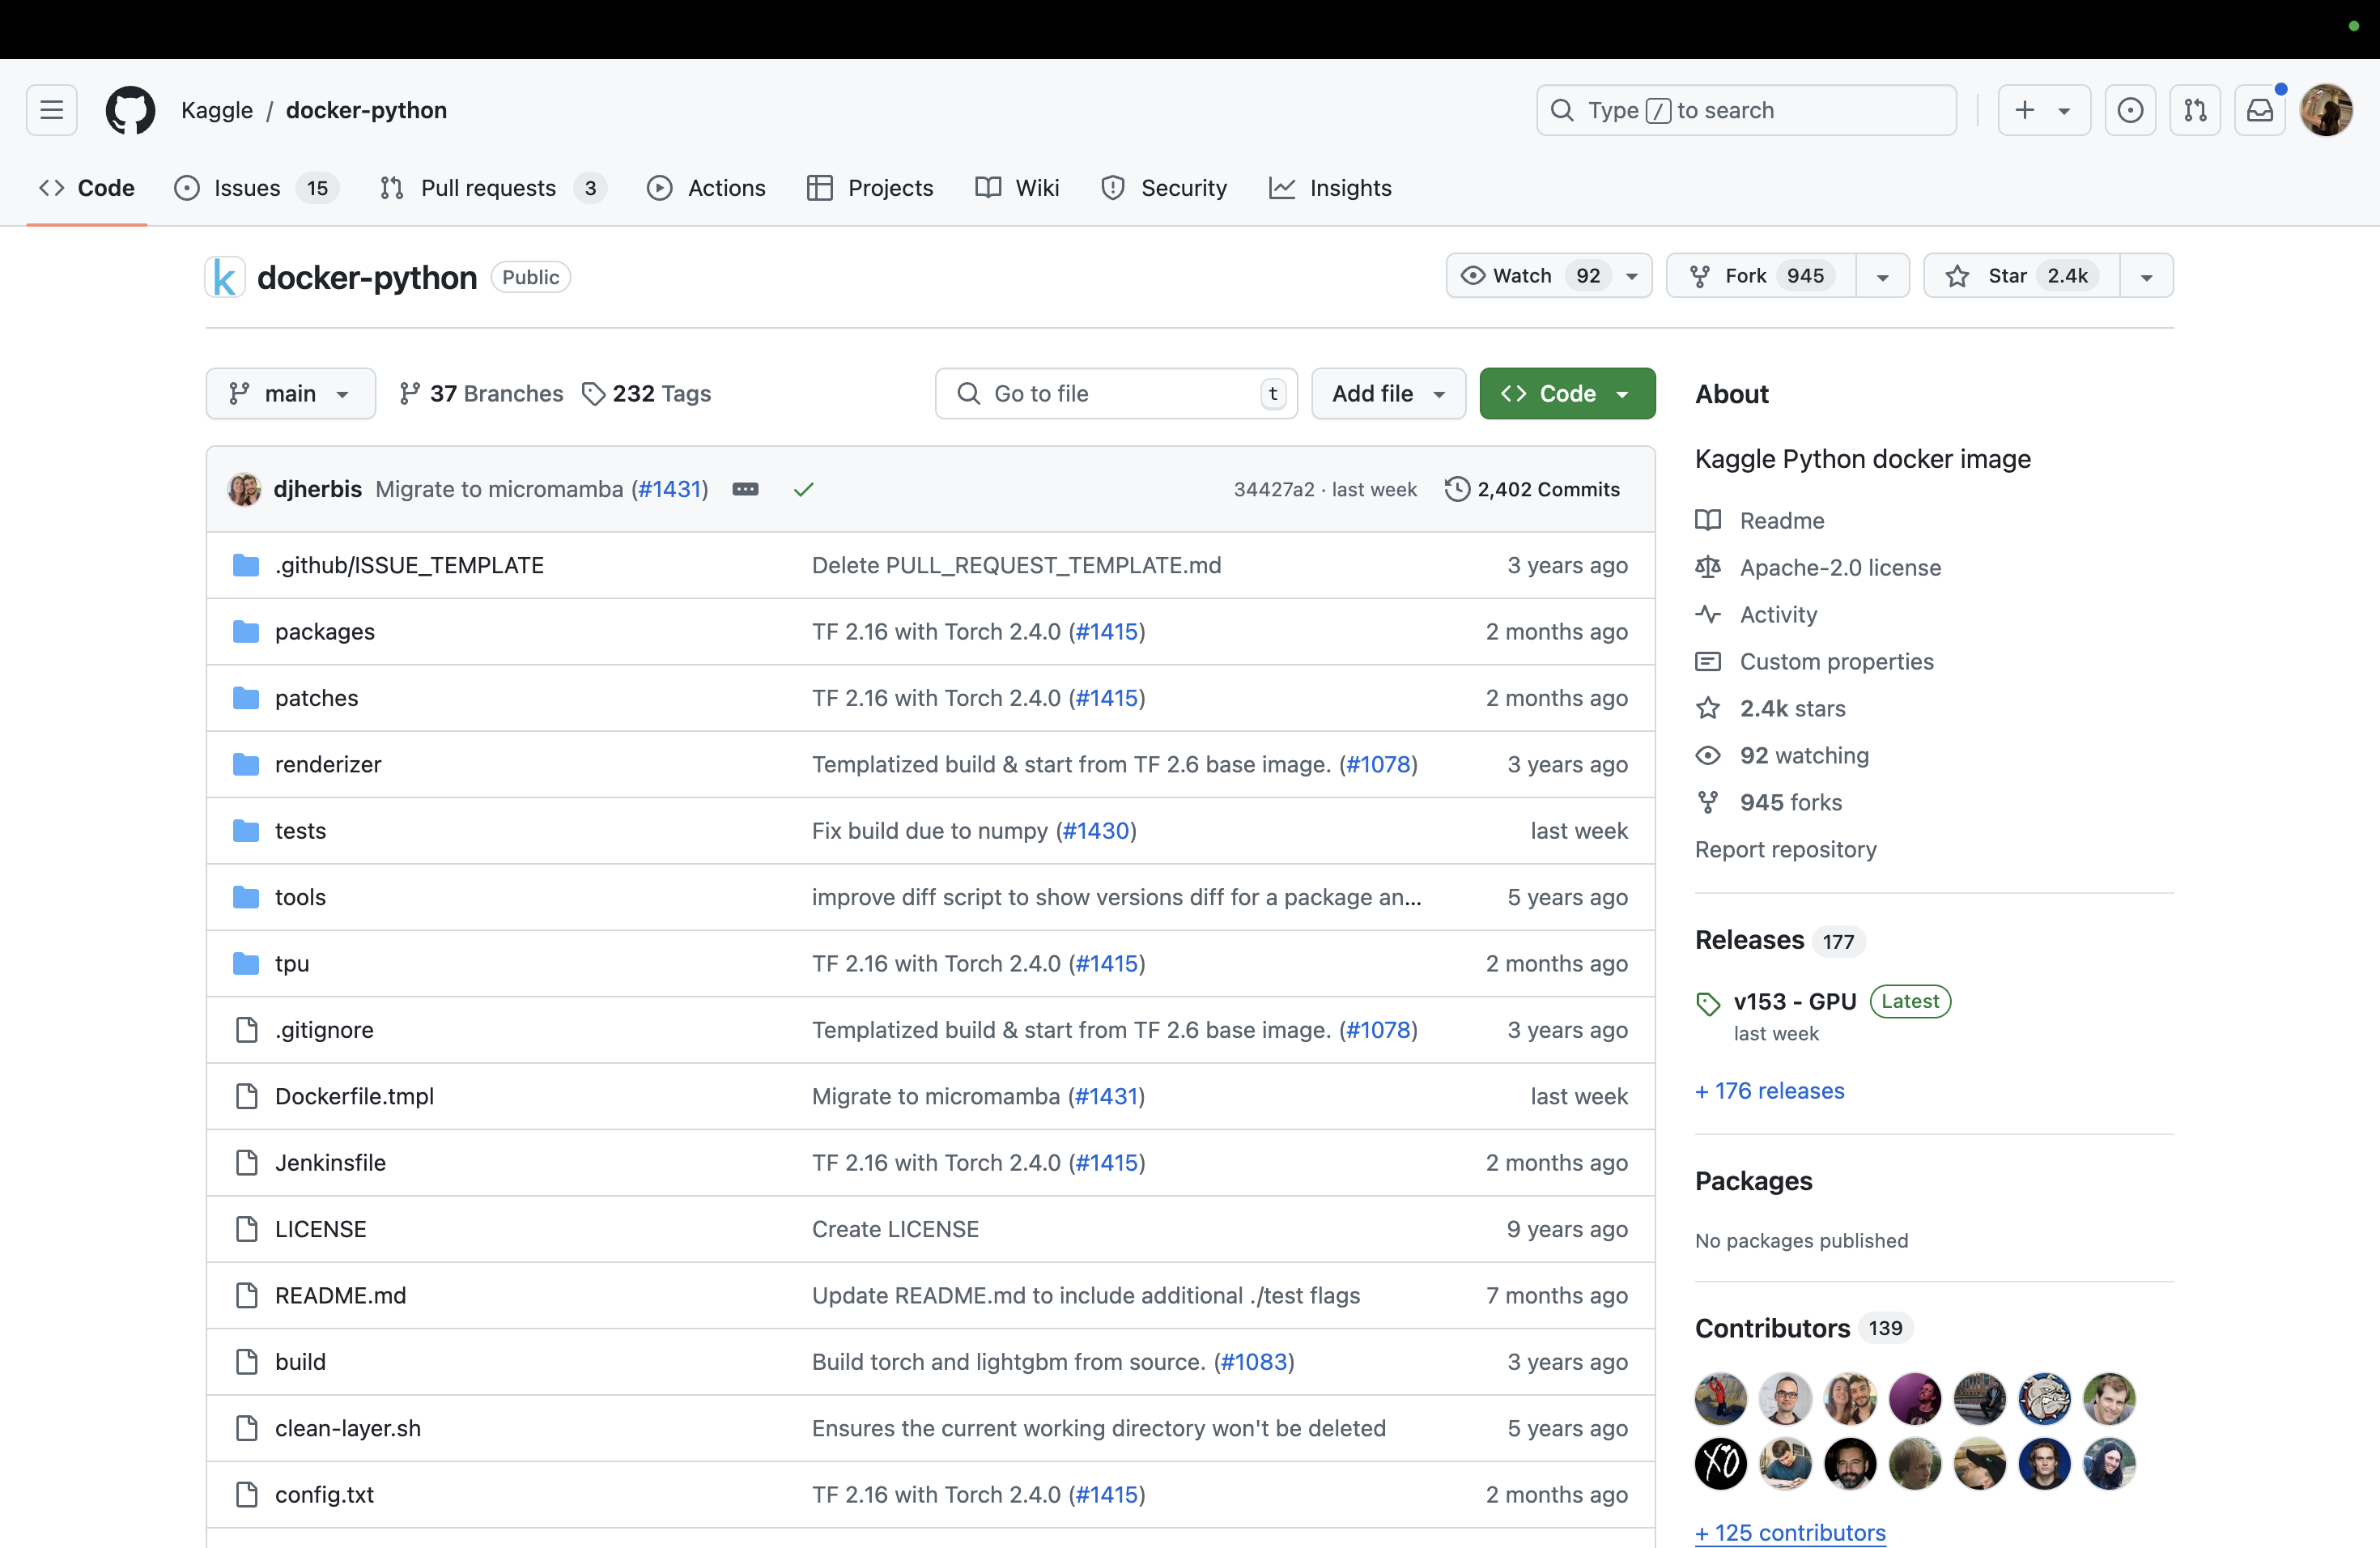 Kaggle / docker-python
Type / to search
Code Issues 15 Pull requests 3 Actions Projects Wiki Security Insights
k docker-python Public
Watch 92 Fork 945 Star 2.4k
main 37 Branches 232 Tags Go to file t Add file Code
djherbis Migrate to micromamba (#1431) 34427a2 · last week 2,402 Commits
.github/ISSUE_TEMPLATE Delete PULL_REQUEST_TEMPLATE.md 3 years ago
packages TF 2.16 with Torch 2.4.0 (#1415) 2 months ago
patches TF 2.16 with Torch 2.4.0 (#1415) 2 months ago
renderizer Templatized build & start from TF 2.6 base image. (#1078) 3 years ago
tests Fix build due to numpy (#1430) last week
tools improve diff script to show versions diff for a package an... 5 years ago
tpu TF 2.16 with Torch 2.4.0 (#1415) 2 months ago
.gitignore Templatized build & start from TF 2.6 base image. (#1078) 3 years ago
Dockerfile.tmpl Migrate to micromamba (#1431) last week
Jenkinsfile TF 2.16 with Torch 2.4.0 (#1415) 2 months ago
LICENSE Create LICENSE 9 years ago
README.md Update README.md to include additional ./test flags 7 months ago
build Build torch and lightgbm from source. (#1083) 3 years ago
clean-layer.sh Ensures the current working directory won't be deleted 5 years ago
config.txt TF 2.16 with Torch 2.4.0 (#1415) 2 months ago
About
Kaggle Python docker image
Readme
Apache-2.0 license
Activity
Custom properties
2.4k stars
92 watching
945 forks
Report repository
Releases 177
v153 - GPU Latest
last week
+ 176 releases
Packages
No packages published
Contributors 139
XO
+ 125 contributors